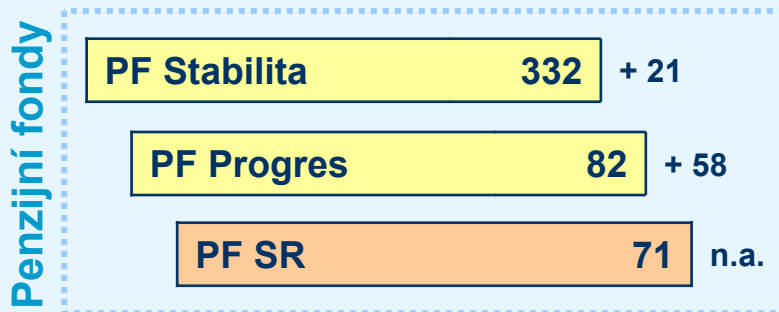 Penzijní fondy
PF Stabilita 332 + 21
PF Progres 82 + 58
PF SR 71 n.a.